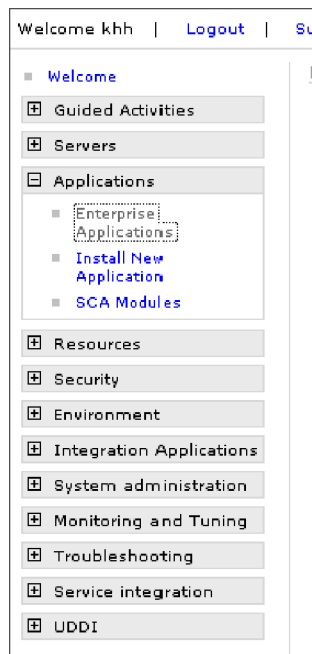 Welcome khh | Logout |
Welcome
Guided Activities
Servers
Applications
Enterprise
Applications
Install New
Application
SCA Modules
Resources
Security
Environment
Integration Applications
System administration
Monitoring and Tuning
Troubleshooting
Service integration
UDDI